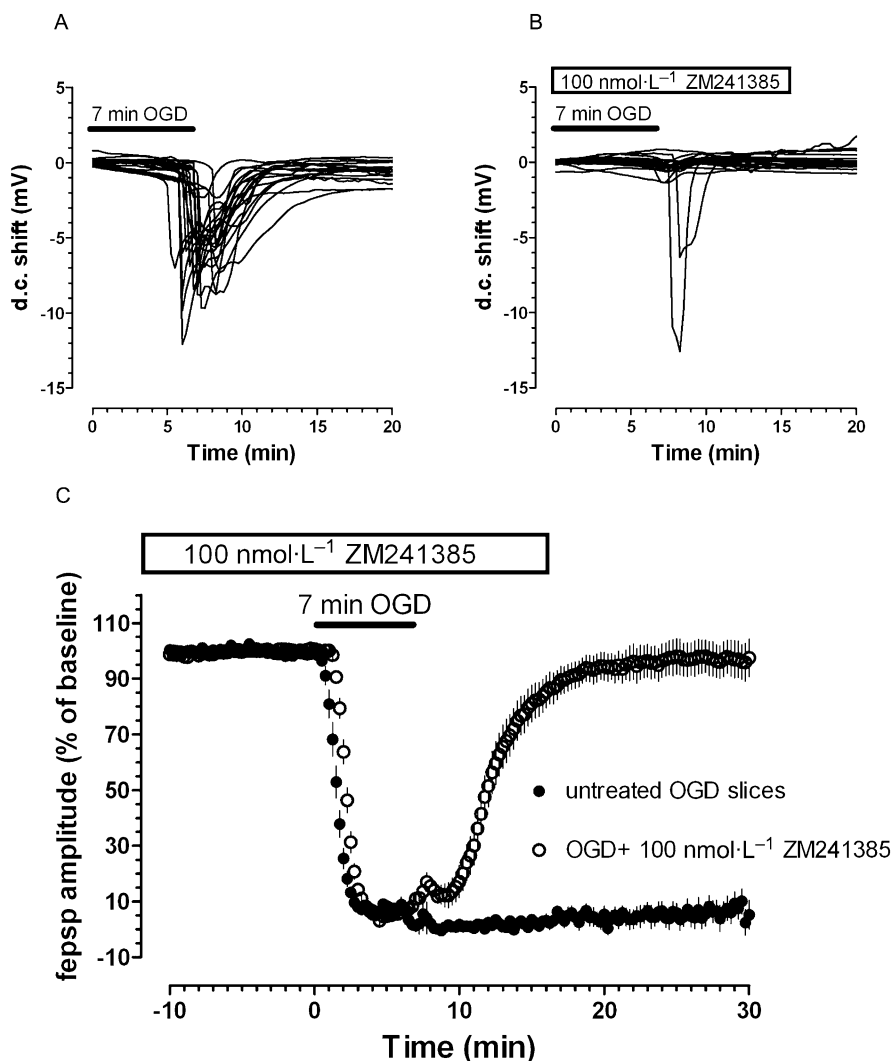 A
B
100 nmol·L⁻¹ ZM241385
7 min OGD
7 min OGD
5
0
-5
-10
-15
d.c. shift (mV)
0
5
10
15
20
Time (min)
5
0
-5
-10
-15
d.c. shift (mV)
0
5
10
15
20
Time (min)
C
100 nmol·L⁻¹ ZM241385
7 min OGD
110
90
70
50
30
10
-10
fepsp amplitude (% of baseline)
untreated OGD slices
OGD+ 100 nmol·L⁻¹ ZM241385
-10
0
10
20
30
Time (min)